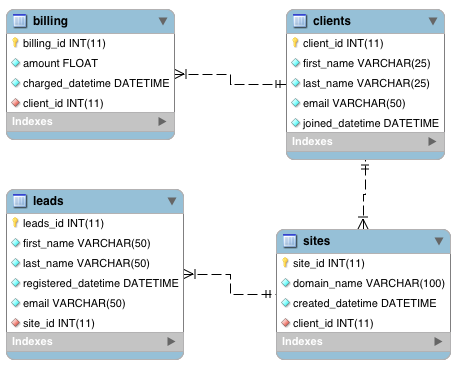 billing
billing_id INT(11)
amount FLOAT
charged_datetime DATETIME
client_id INT(11)
Indexes
clients
client_id INT(11)
first_name VARCHAR(25)
last_name VARCHAR(25)
email VARCHAR(50)
joined_datetime DATETIME
Indexes
leads
leads_id INT(11)
first_name VARCHAR(50)
last_name VARCHAR(50)
registered_datetime DATETIME
email VARCHAR(50)
site_id INT(11)
Indexes
sites
site_id INT(11)
domain_name VARCHAR(100)
created_datetime DATETIME
client_id INT(11)
Indexes